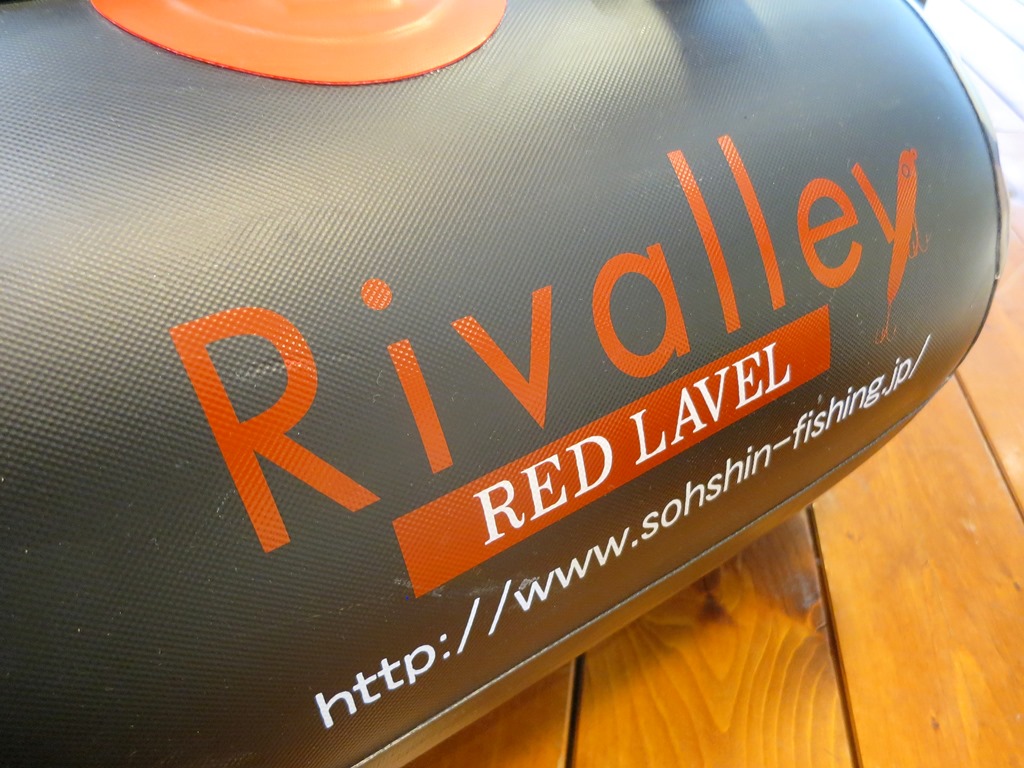 Rivalley
RED LAVEL
http://www.sohshin-fishing.jp/